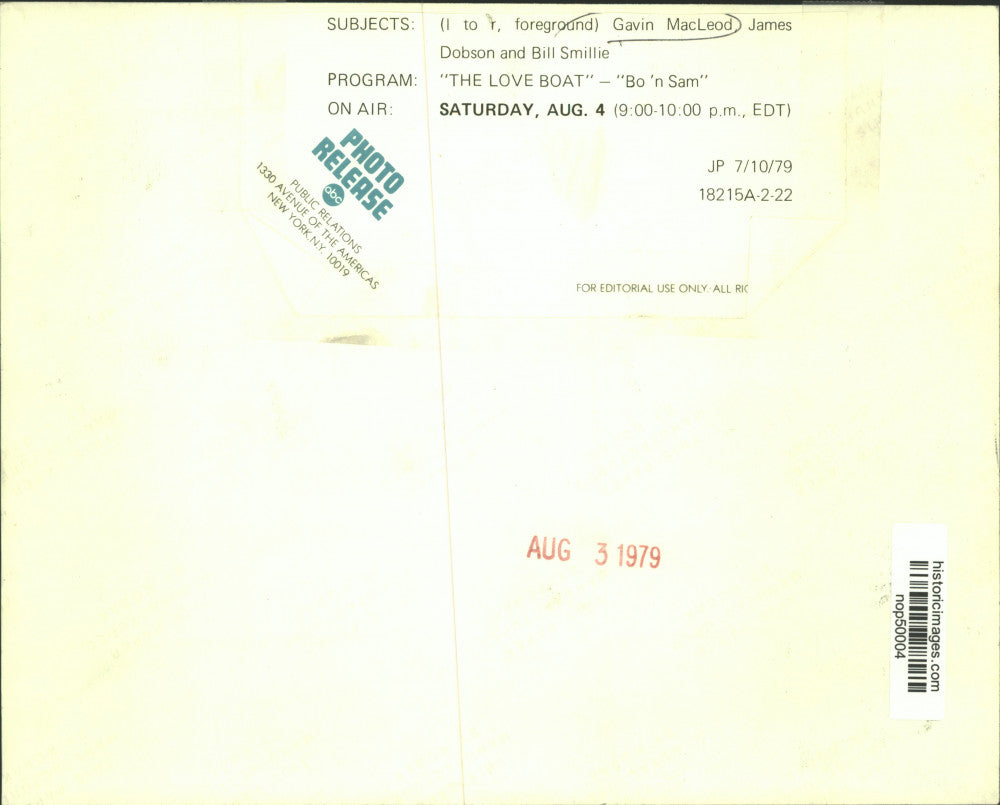 SUBJECTS: (l to r, foreground) Gavin MacLeod, James
Dobson and Bill Smillie
PROGRAM: "THE LOVE BOAT" – "Bo 'n Sam"
ON AIR: SATURDAY, AUG. 4 (9:00-10:00 p.m., EDT)
JP 7/10/79
18215A-2-22
PHOTO
RELEASE
abc
PUBLIC RELATIONS
1330 AVENUE OF THE AMERICAS
NEW YORK, N.Y. 10019
FOR EDITORIAL USE ONLY. ALL RIG
AUG 3 1979
historicimages.com
nop50004